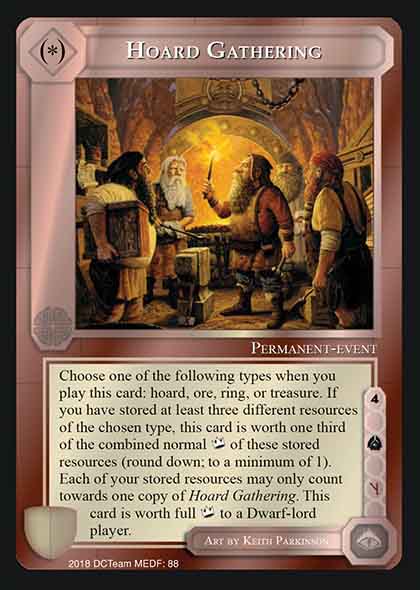 (*)
HOARD GATHERING
PERMANENT-EVENT
Choose one of the following types when you
play this card: hoard, ore, ring, or treasure. If
you have stored at least three different resources
of the chosen type, this card is worth one third
of the combined normal of these stored
resources (round down; to a minimum of 1).
Each of your stored resources may only count
towards one copy of Hoard Gathering. This
card is worth full to a Dwarf-lord
player.
4
ART BY KEITH PARKINSON
2018 DCTeam MEDF: 88